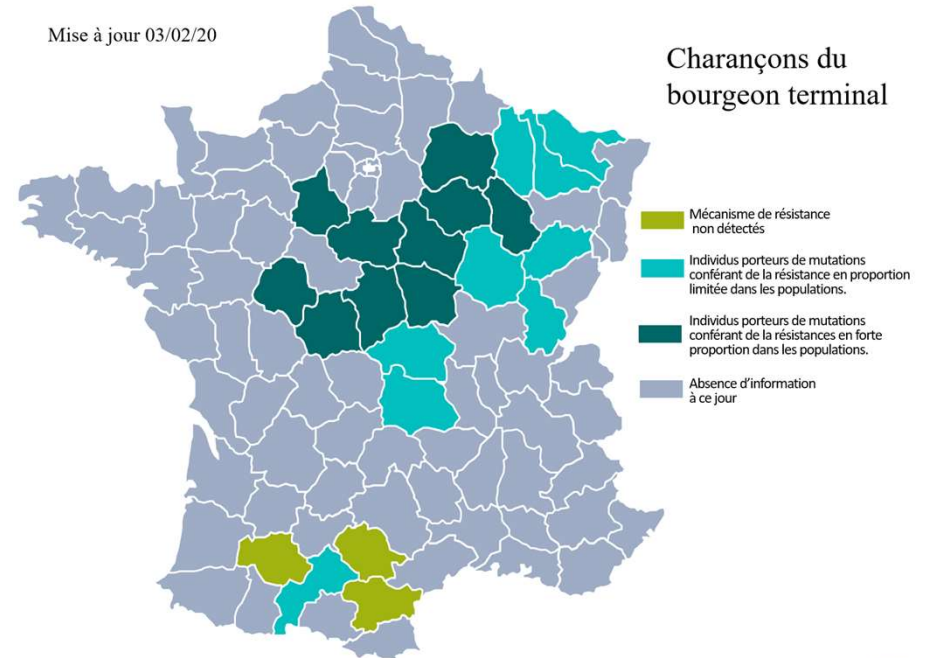 Mise à jour 03/02/20
Charançons du
bourgeon terminal
Mécanisme de résistance
non détectés
Individus porteurs de mutations
conférant de la résistance en proportion
limitée dans les populations.
Individus porteurs de mutations
conférant de la résistances en forte
proportion dans les populations.
Absence d'information
à ce jour